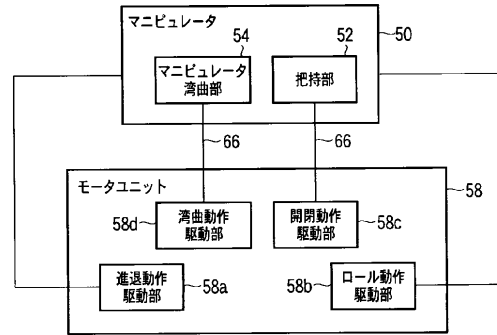 マニピュレータ
50
54
52
マニピュレータ
湾曲部
把持部
66
66
モータユニット
58
58d
湾曲動作
駆動部
開閉動作
駆動部
58c
進退動作
駆動部
58a
58b
ロール動作
駆動部